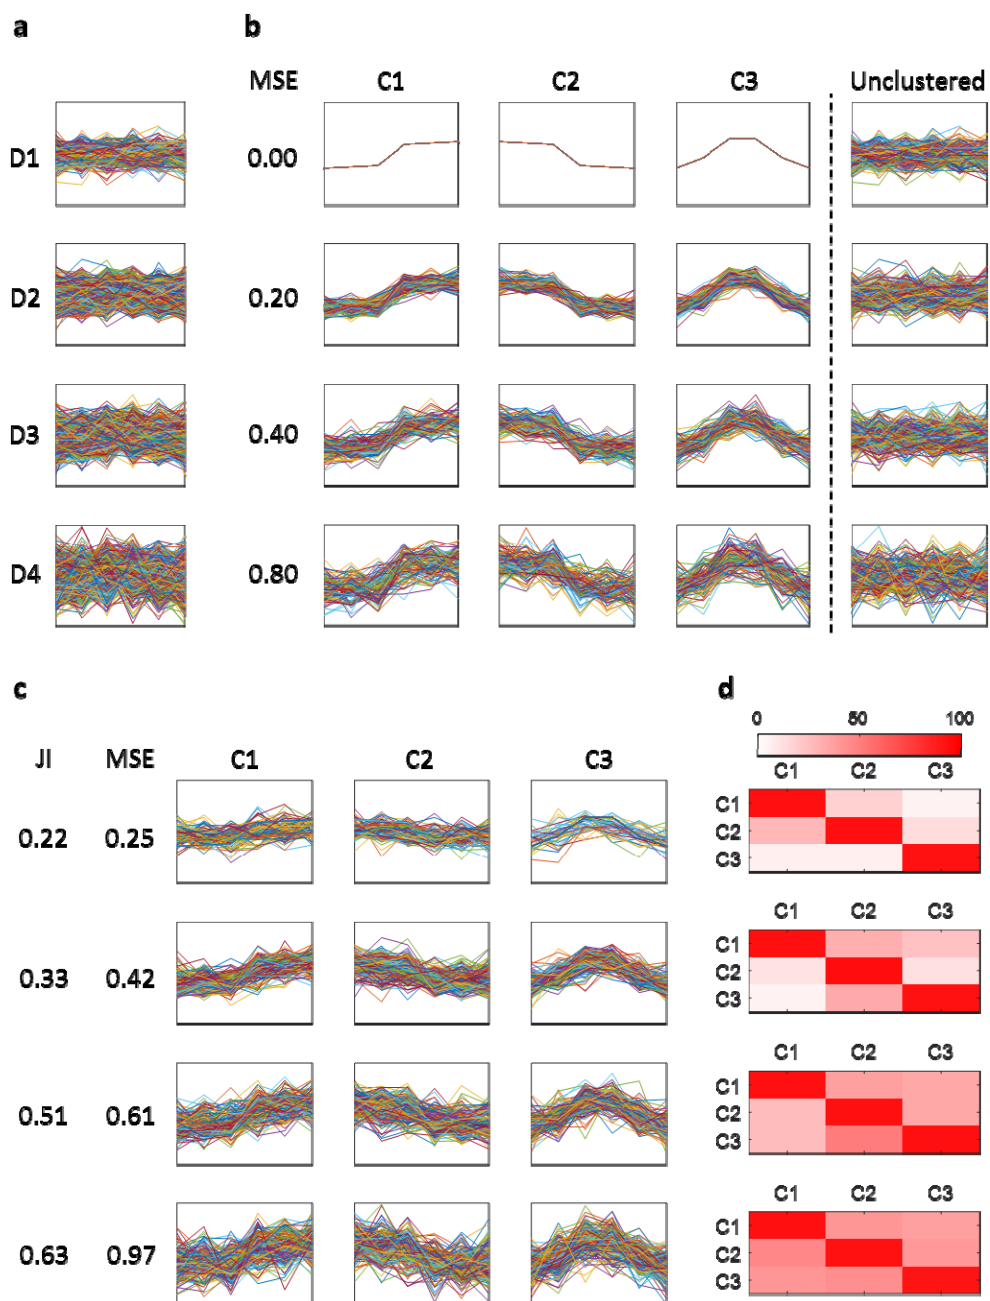 a
b
MSE C1 C2 C3 Unclustered
D1 0.00
D2 0.20
D3 0.40
D4 0.80
c
d
0 50 100
JI MSE C1 C2 C3
C1 C2 C3
C1
0.22 0.25
C2
C3
C1 C2 C3
C1
0.33 0.42
C2
C3
C1 C2 C3
C1
0.51 0.61
C2
C3
C1 C2 C3
C1
0.63 0.97
C2
C3